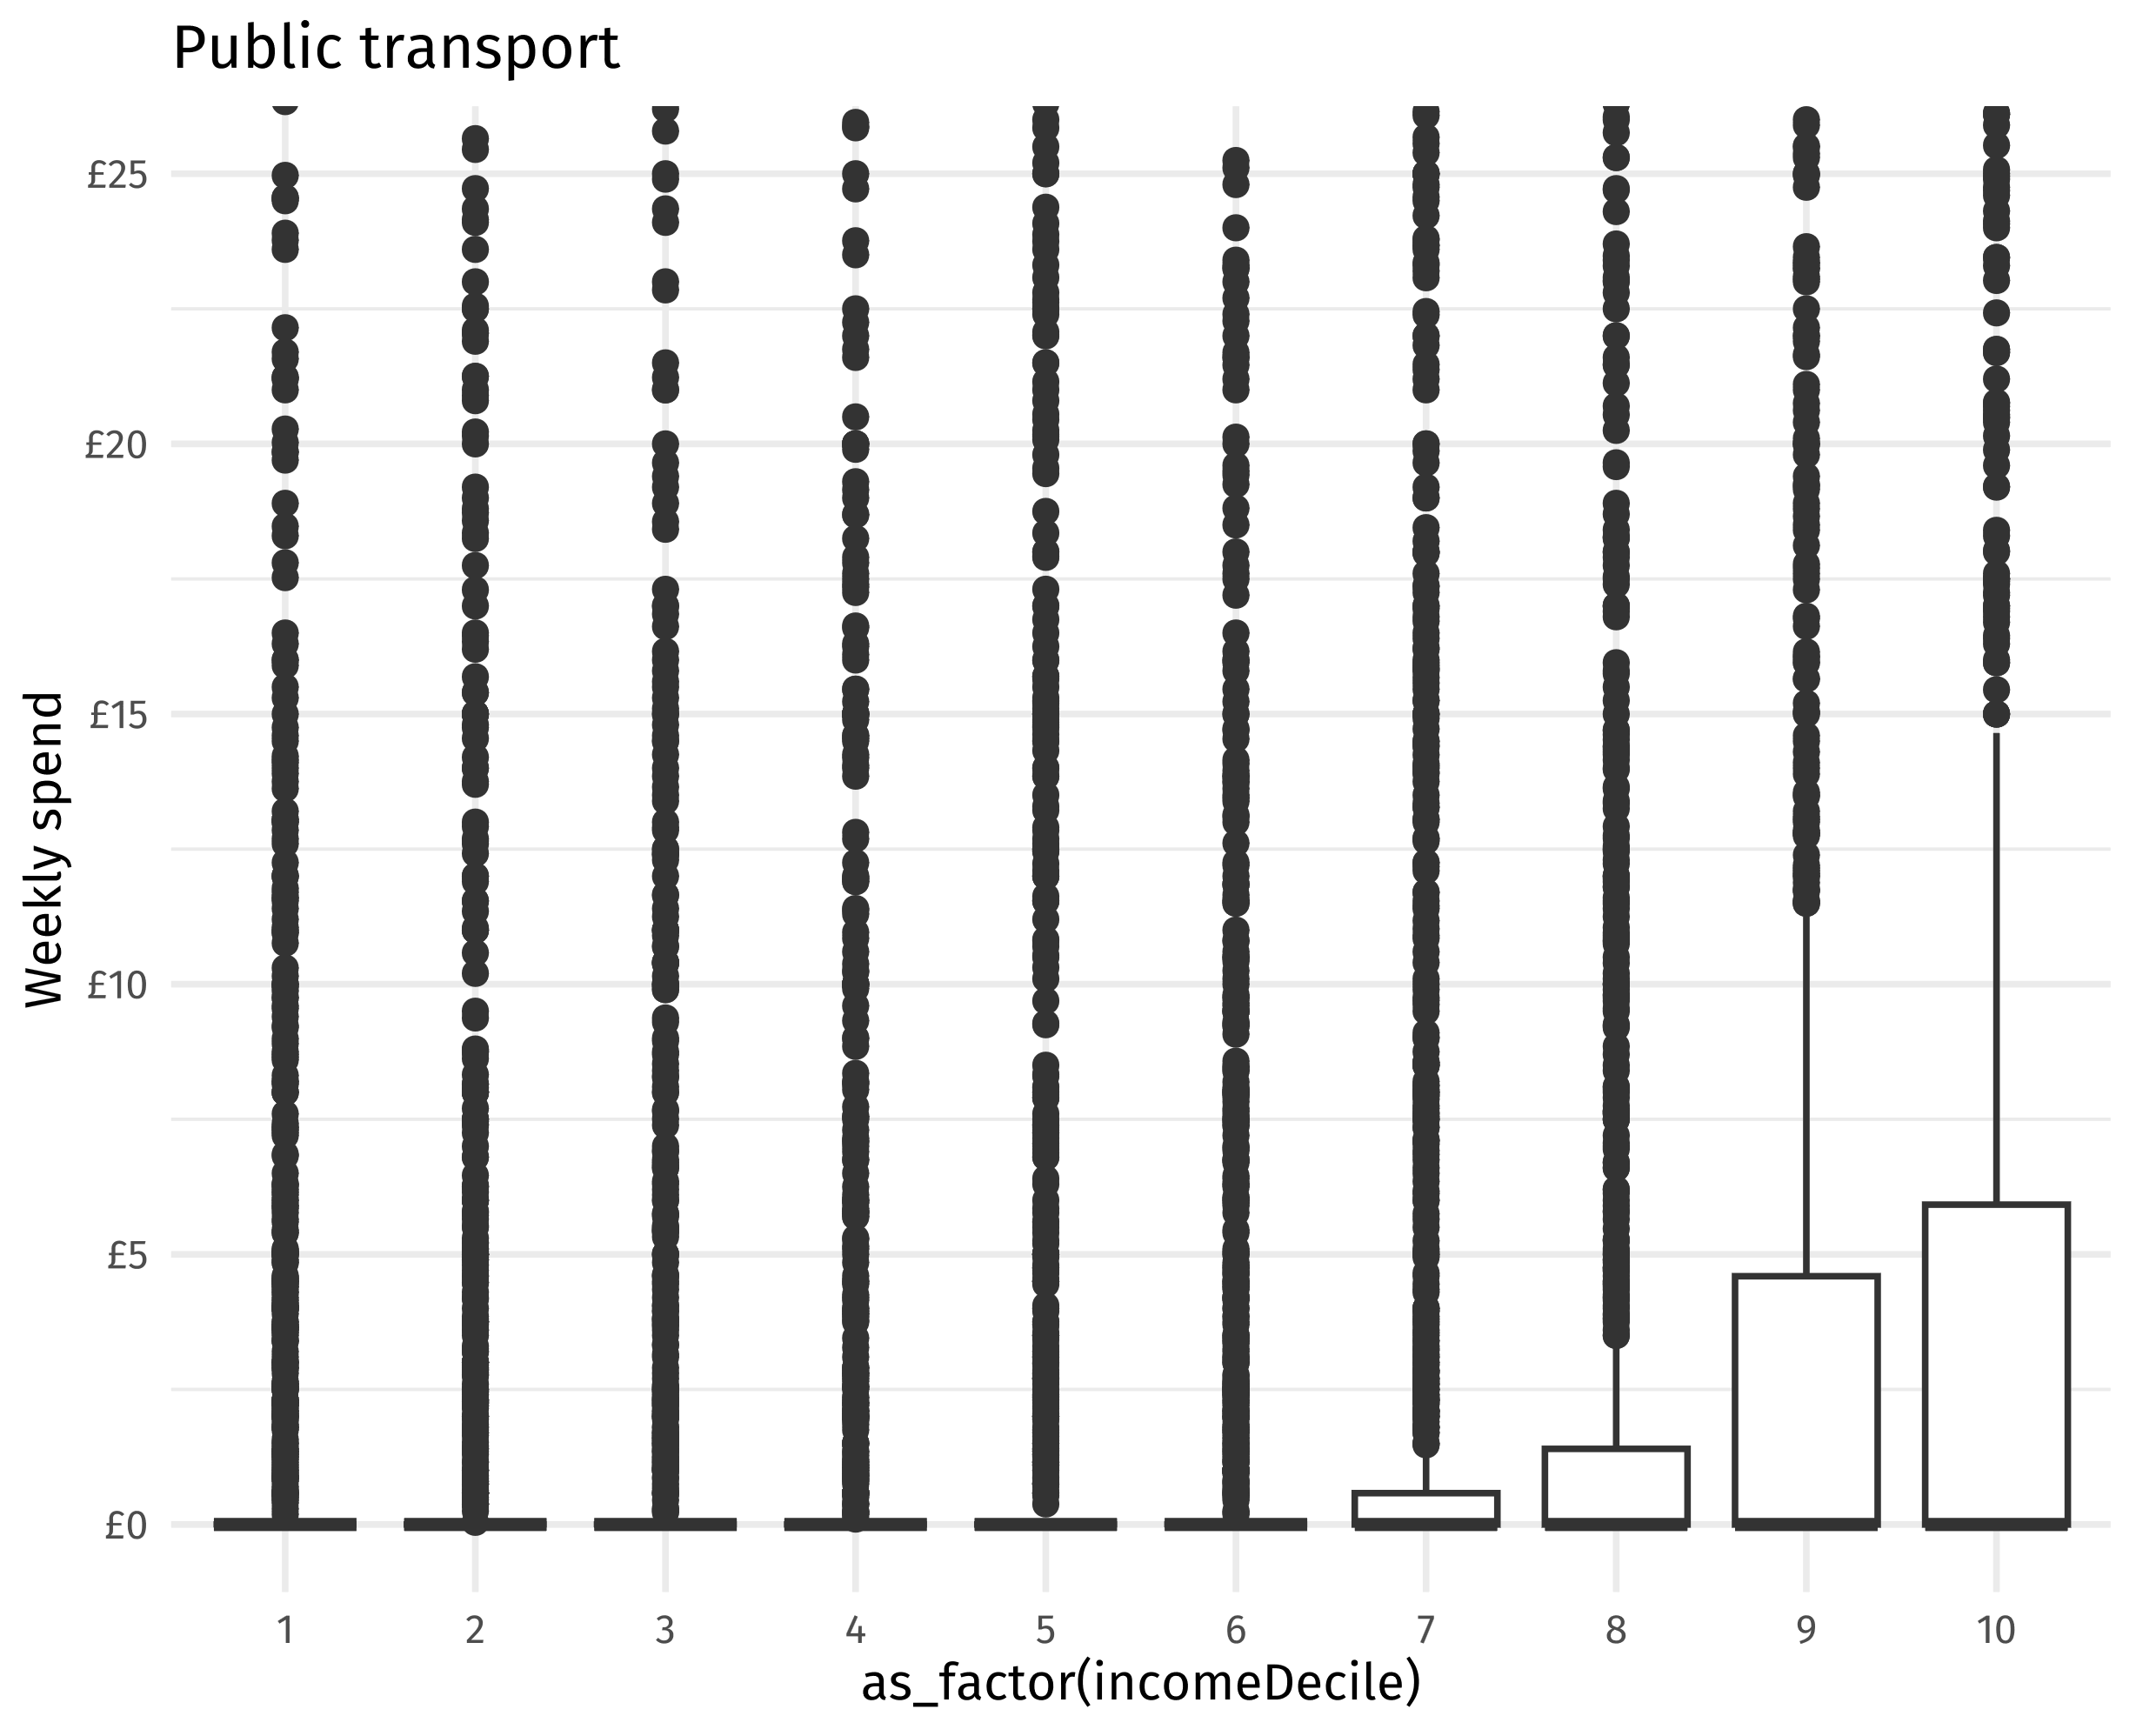 Public transport
Weekly spend
£25
£20
£15
£10
£5
£0
1 2 3 4 5 6 7 8 9 10
as_factor(incomeDecile)